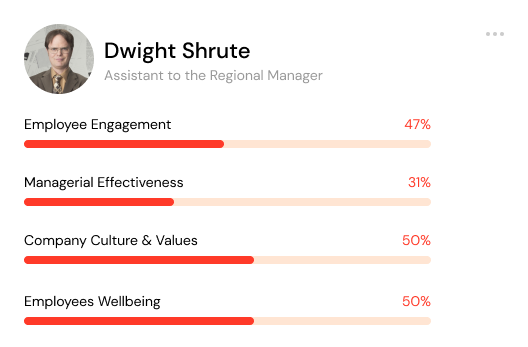 Dwight Shrute
Assistant to the Regional Manager
Employee Engagement 47%
Managerial Effectiveness 31%
Company Culture & Values 50%
Employees Wellbeing 50%